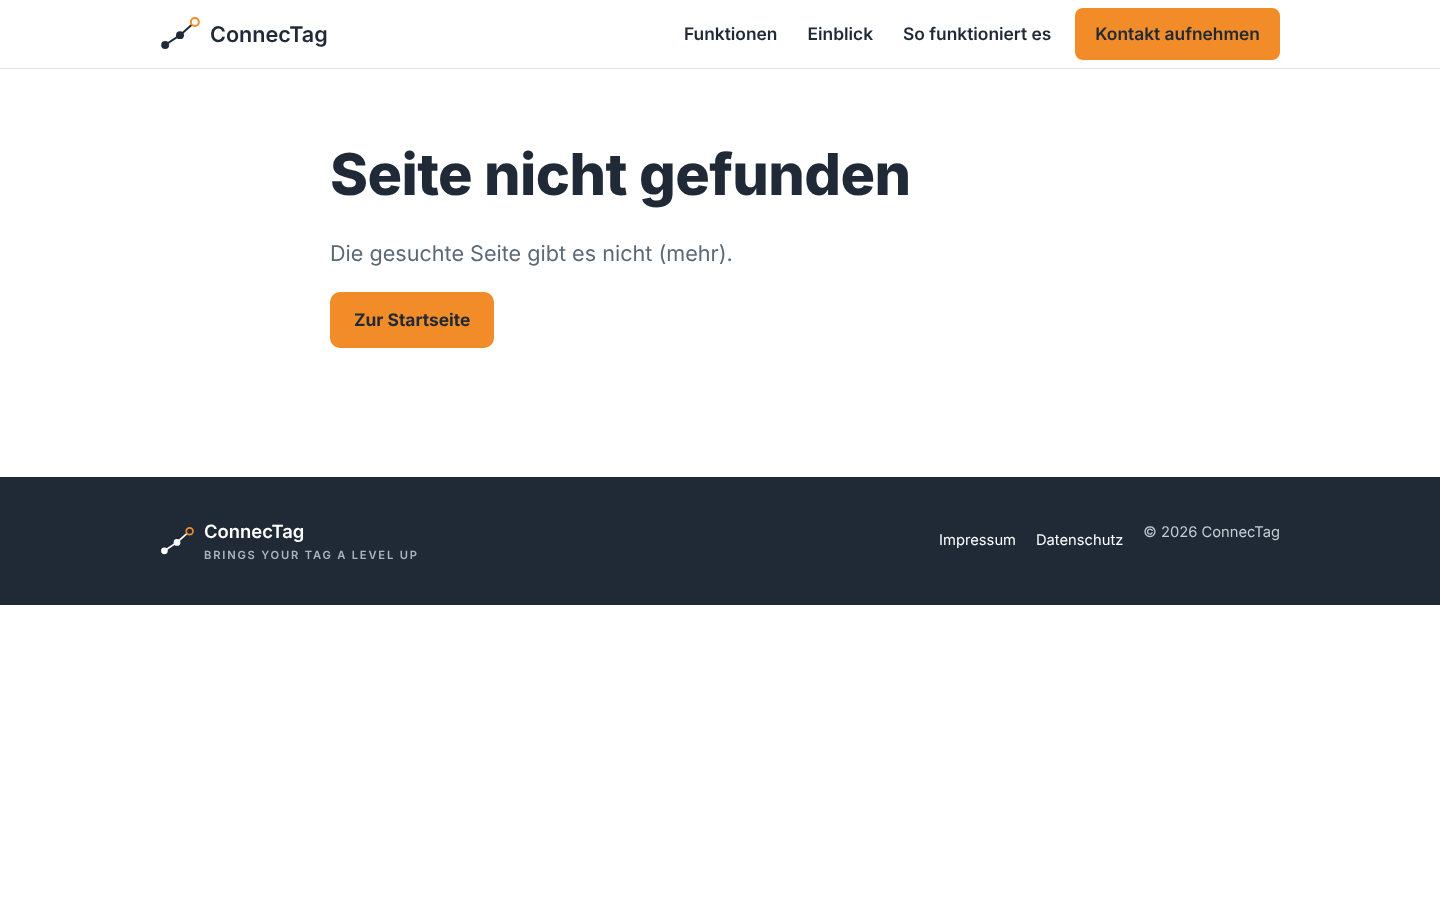 ConnecTag
Funktionen Einblick So funktioniert es Kontakt aufnehmen
Seite nicht gefunden
Die gesuchte Seite gibt es nicht (mehr).
Zur Startseite
ConnecTag
BRINGS YOUR TAG A LEVEL UP
Impressum Datenschutz © 2026 ConnecTag